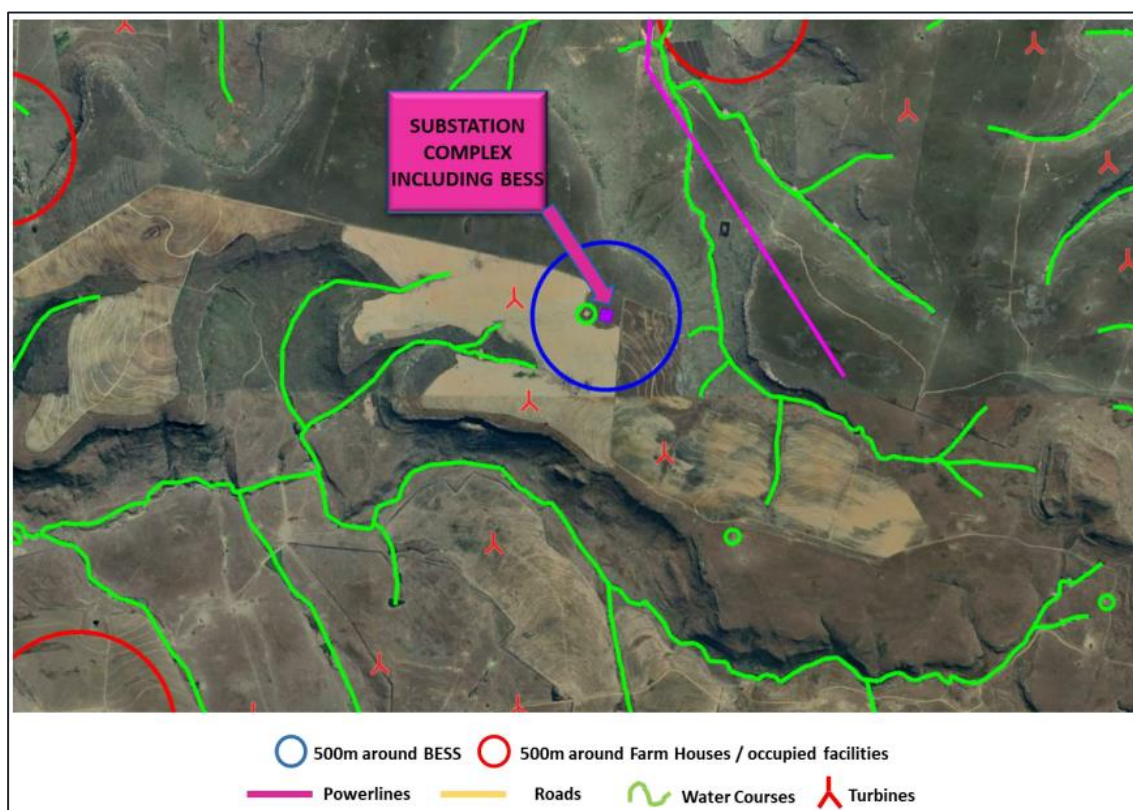 SUBSTATION
COMPLEX
INCLUDING BESS
500m around BESS
500m around Farm Houses / occupied facilities
Powerlines
Roads
Water Courses
Turbines